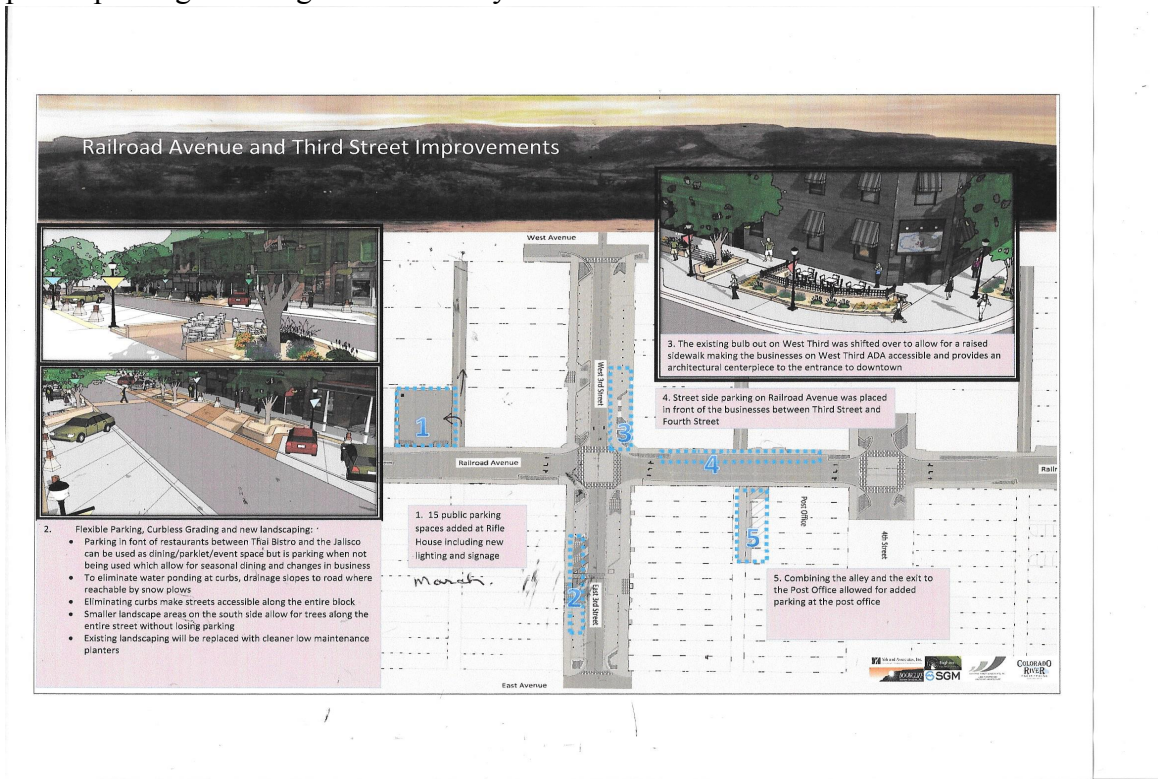 Railroad Avenue and Third Street Improvements
West Avenue
West 3rd Street
3. The existing bulb out on West Third was shifted over to allow for a raised
sidewalk making the businesses on West Third ADA accessible and provides an
architectural centerpiece to the entrance to downtown
4. Street side parking on Railroad Avenue was placed
in front of the businesses between Third Street and
Fourth Street
1
3
4
Railroad Avenue
Railr
2. Flexible Parking, Curbless Grading and new landscaping:
• Parking in front of restaurants between Thai Bistro and the Jalisco
can be used as dining/parklet/event space but is parking when not
being used which allow for seasonal dining and changes in business
• To eliminate water ponding at curbs, drainage slopes to road where
reachable by snow plows
• Eliminating curbs make streets accessible along the entire block
• Smaller landscape areas on the south side allow for trees along the
entire street without losing parking
• Existing landscaping will be replaced with cleaner low maintenance
planters
1. 15 public parking
spaces added at Rifle
House including new
lighting and signage
March.
2
East 3rd Street
5
Post Office
4th Street
5. Combining the alley and the exit to
the Post Office allowed for added
parking at the post office
East Avenue
SGM
COLORADO
RIVER